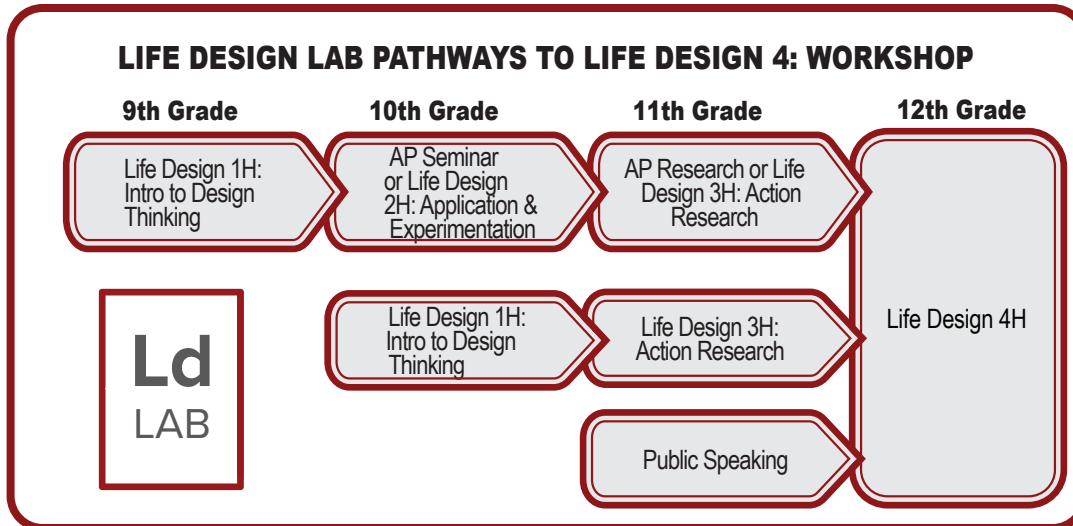 LIFE DESIGN LAB PATHWAYS TO LIFE DESIGN 4: WORKSHOP
9th Grade
10th Grade
11th Grade
12th Grade
Life Design 1H:
Intro to Design
Thinking
AP Seminar
or Life Design
2H: Application &
Experimentation
AP Research or Life
Design 3H: Action
Research
Life Design 4H
Life Design 1H:
Intro to Design
Thinking
Life Design 3H:
Action Research
Public Speaking
Ld
LAB